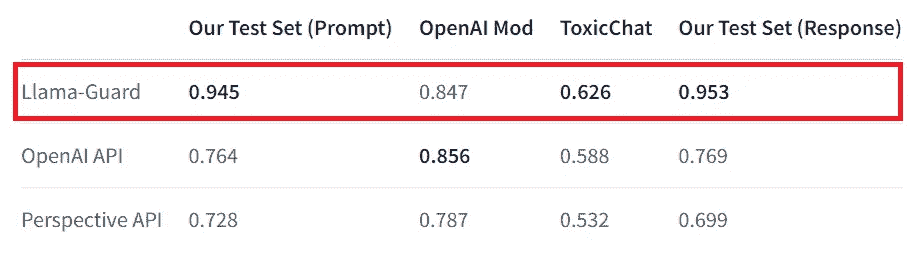 Our Test Set (Prompt) OpenAI Mod ToxicChat Our Test Set (Response)
Llama-Guard 0.945 0.847 0.626 0.953
OpenAI API 0.764 0.856 0.588 0.769
Perspective API 0.728 0.787 0.532 0.699